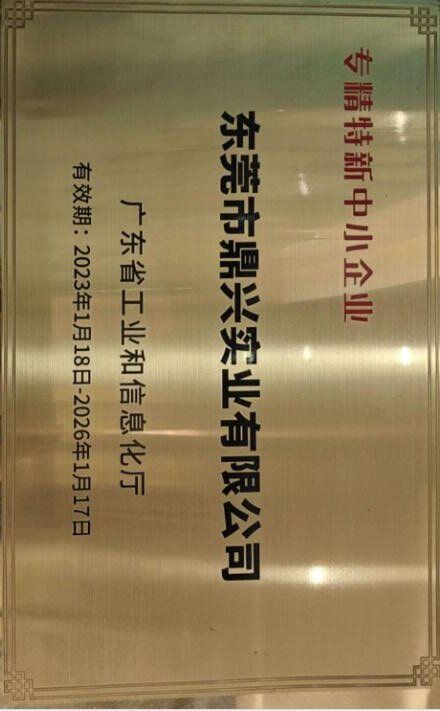 专精特新中小企业
东莞市鼎兴实业有限公司
广东省工业和信息化厅
有效期：2023年1月18日-2026年1月17日